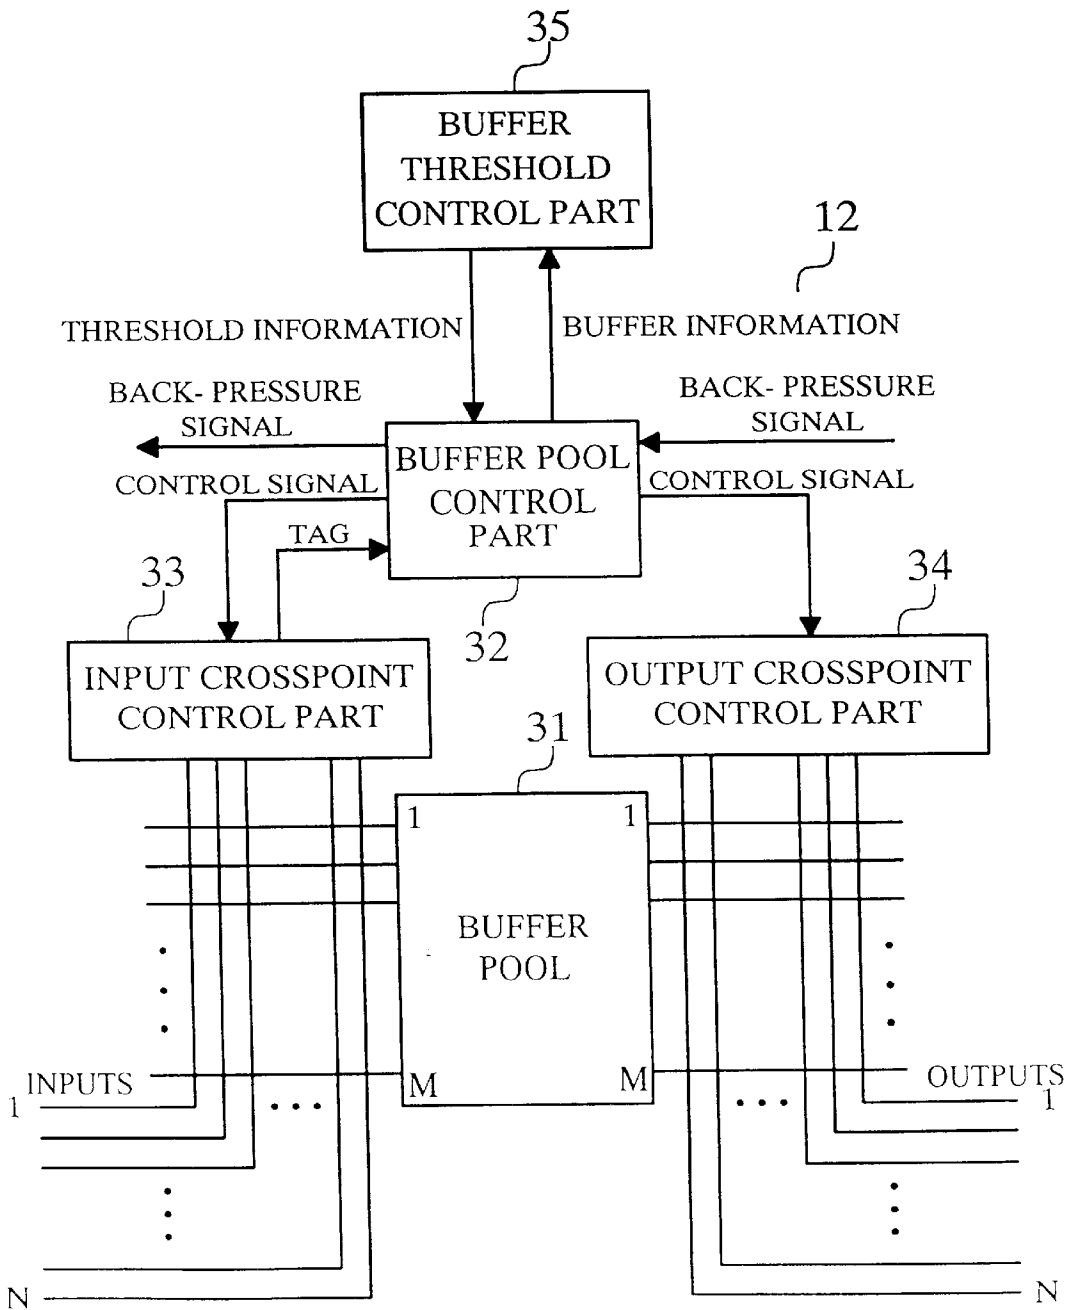 35
BUFFER
THRESHOLD
CONTROL PART
12
THRESHOLD INFORMATION
BUFFER INFORMATION
BACK- PRESSURE
SIGNAL
BACK- PRESSURE
SIGNAL
BUFFER POOL
CONTROL
PART
CONTROL SIGNAL
CONTROL SIGNAL
TAG
33
34
32
INPUT CROSSPOINT
CONTROL PART
OUTPUT CROSSPOINT
CONTROL PART
31
1
1
BUFFER
POOL
M
M
INPUTS
1
OUTPUTS
1
N
N